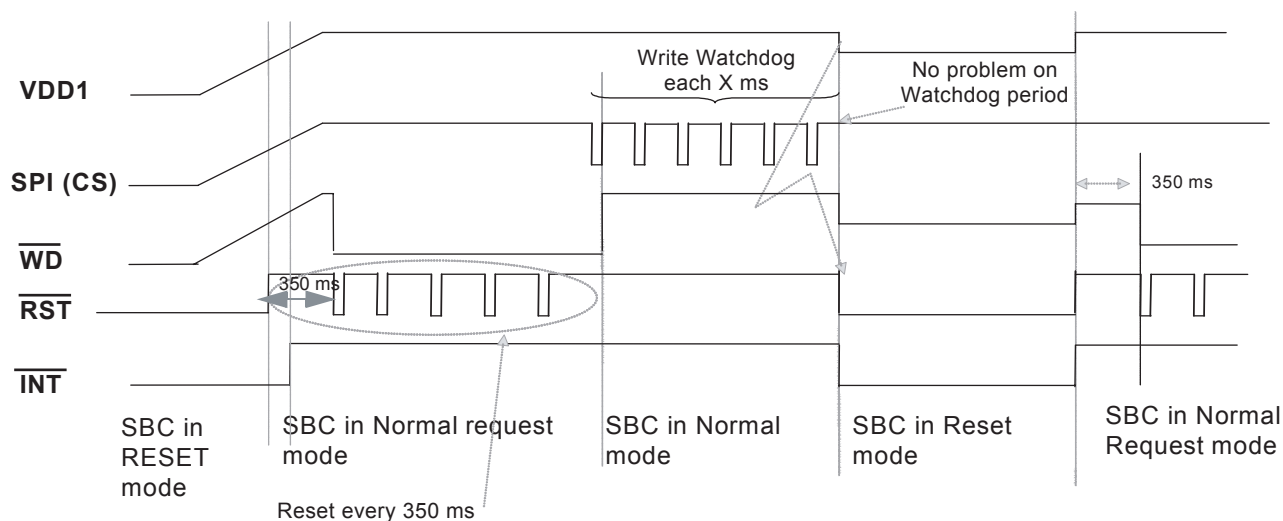 Write Watchdog
each X ms
No problem on
Watchdog period
VDD1
SPI (CS)
350 ms
WD
350 ms
RST
INT
SBC in
RESET
mode
SBC in Normal request
mode
SBC in Normal
mode
SBC in Reset
mode
SBC in Normal
Request mode
Reset every 350 ms